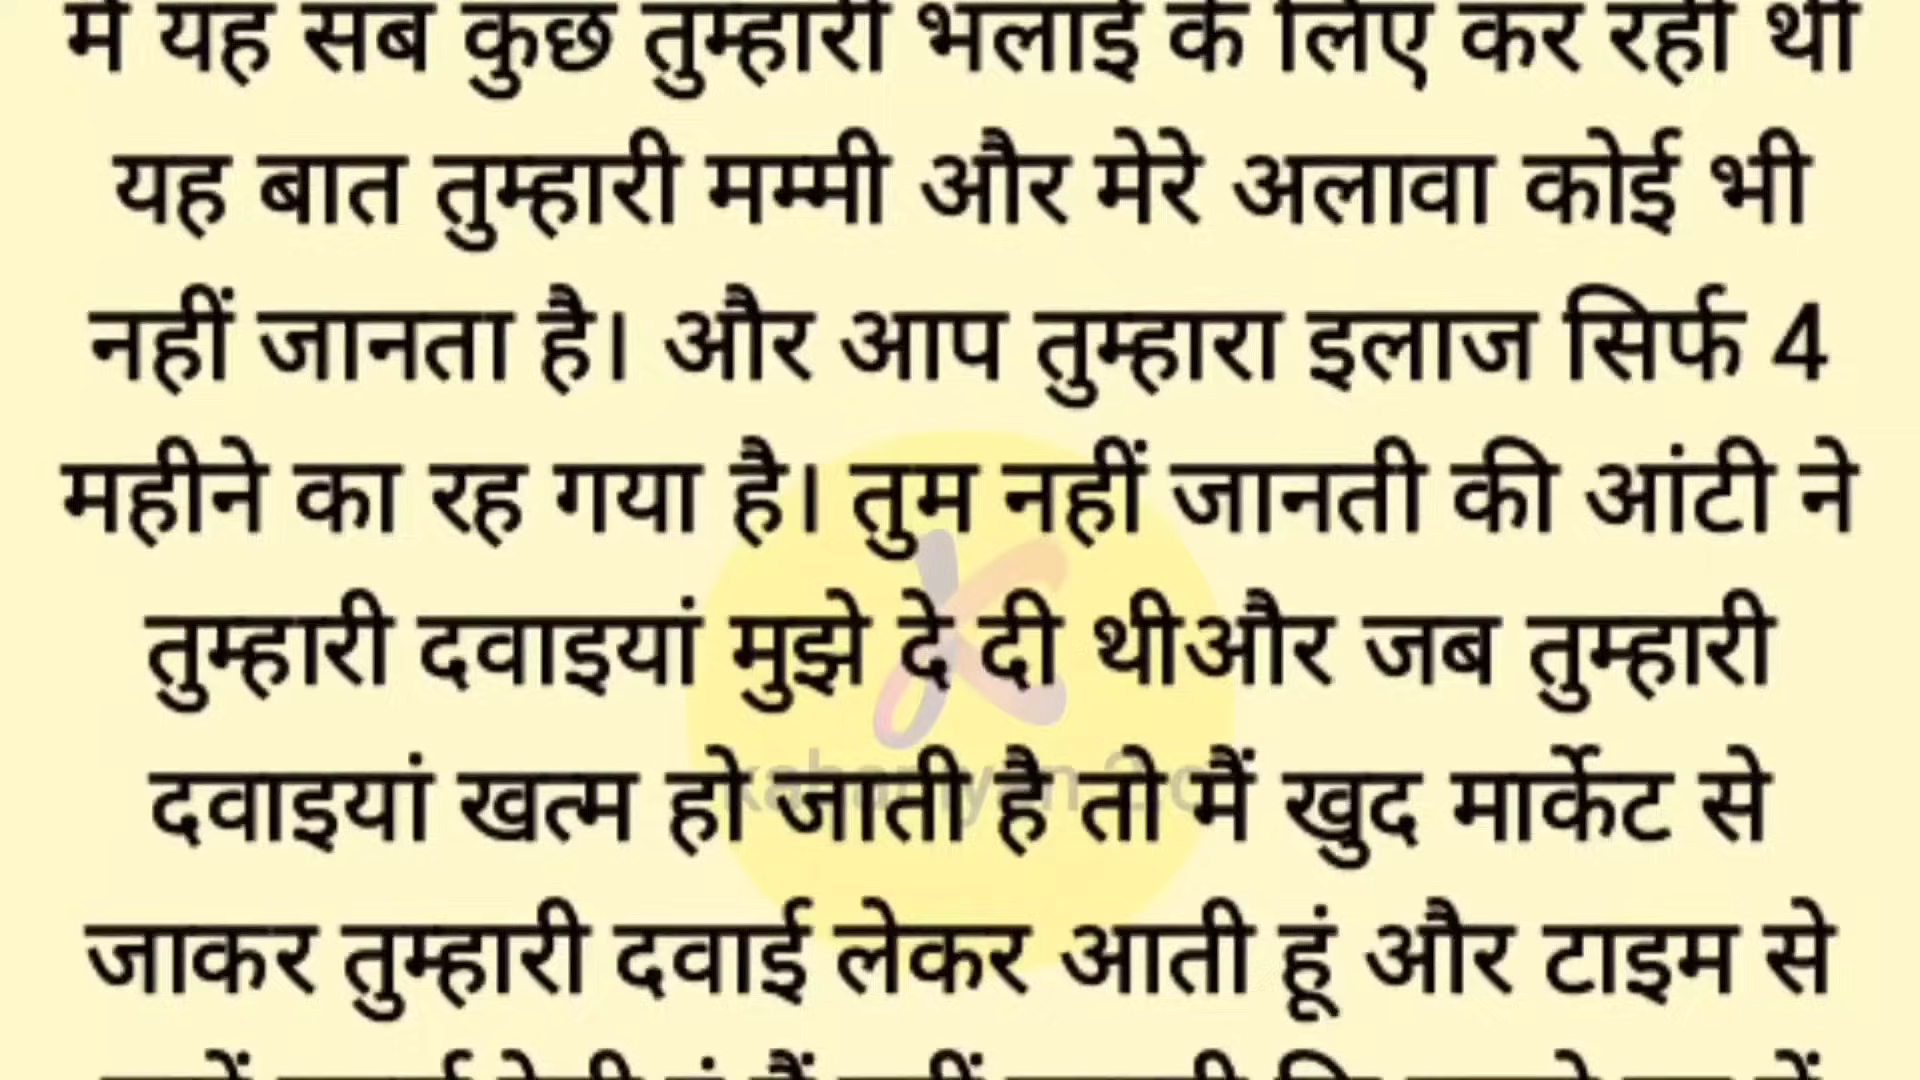 में यह सब कुछ तुम्हारी भलाई के लिए कर रही थी
यह बात तुम्हारी मम्मी और मेरे अलावा कोई भी
नहीं जानता है। और आप तुम्हारा इलाज सिर्फ 4
महीने का रह गया है। तुम नहीं जानती की आंटी ने
तुम्हारी दवाइयां मुझे दे दी थीऔर जब तुम्हारी
दवाइयां खत्म हो जाती है तो मैं खुद मार्केट से
जाकर तुम्हारी दवाई लेकर आती हूं और टाइम से